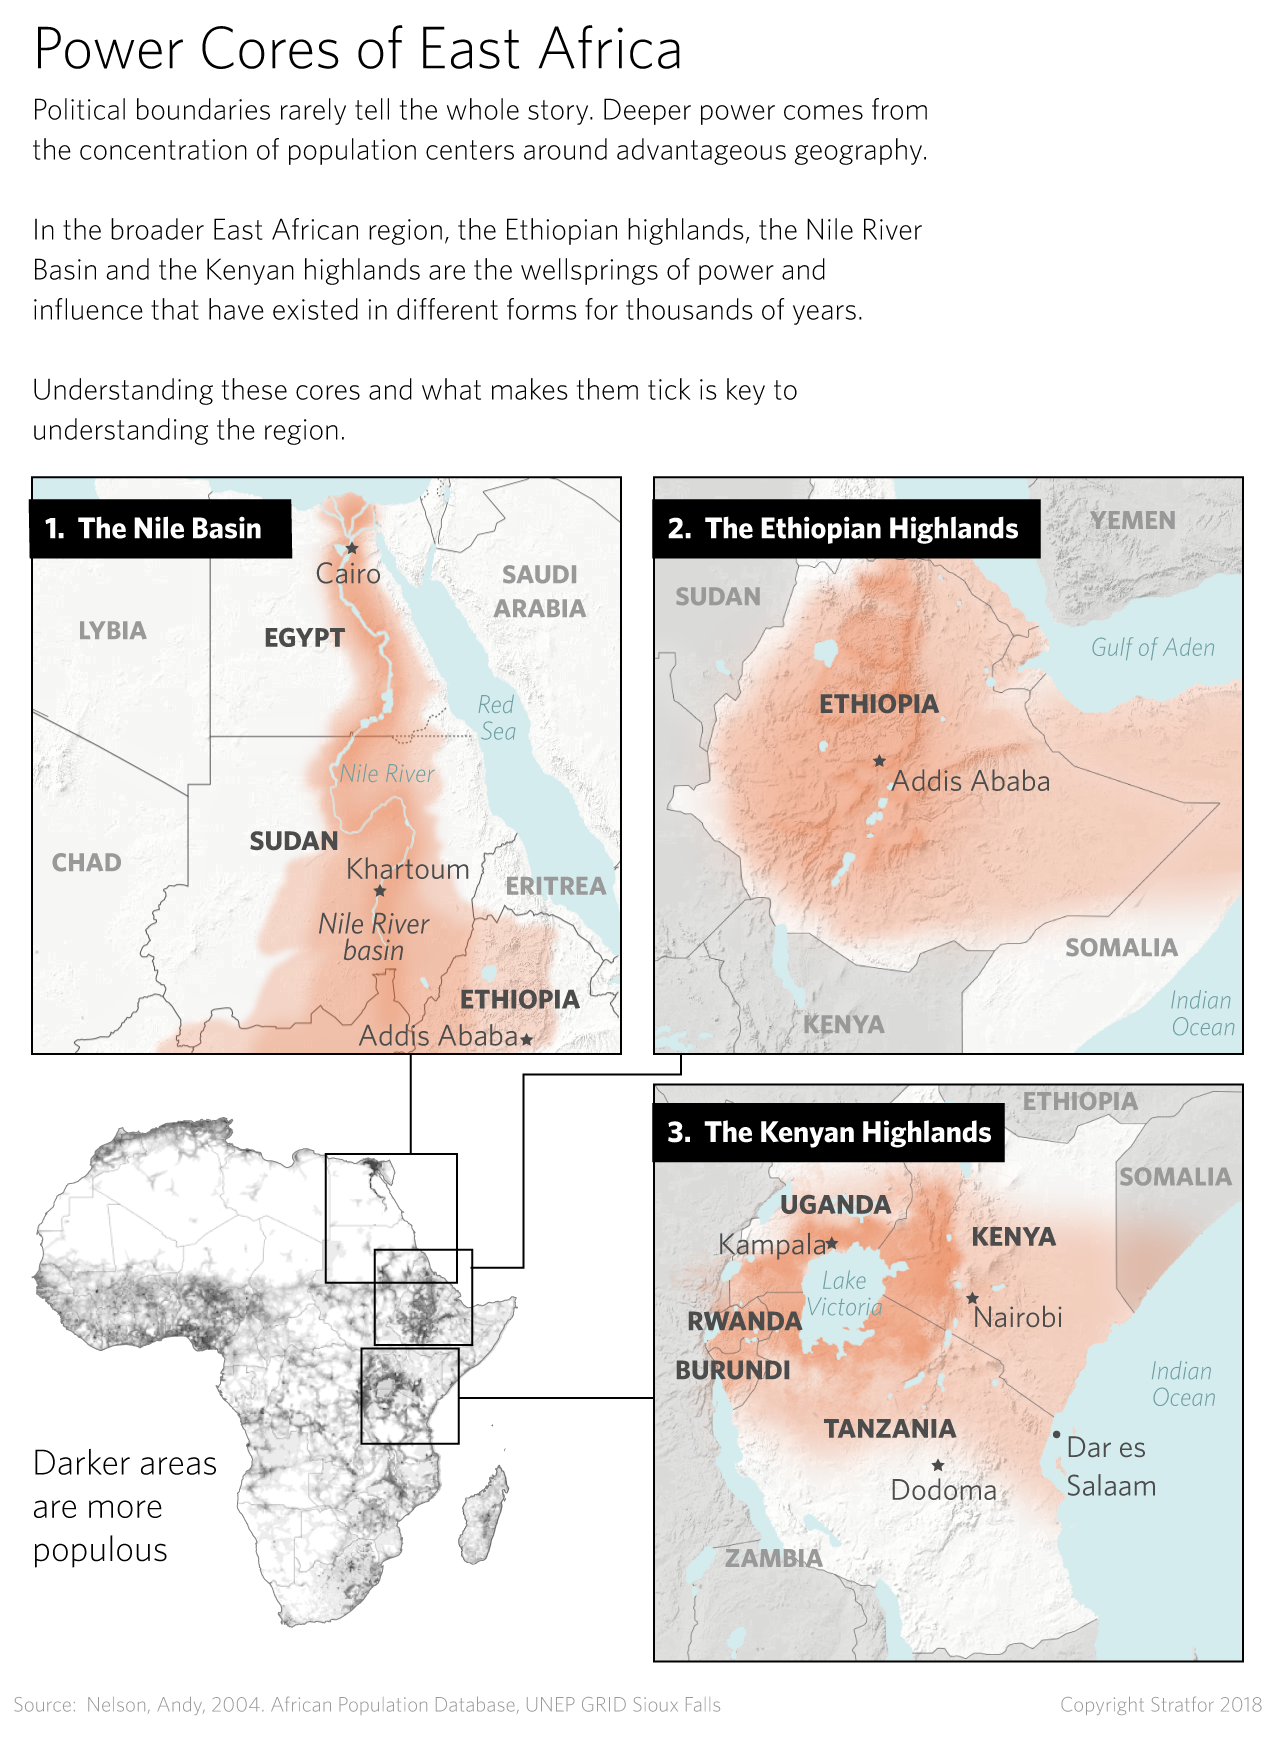 Power Cores of East Africa
Political boundaries rarely tell the whole story. Deeper power comes from
the concentration of population centers around advantageous geography.
In the broader East African region, the Ethiopian highlands, the Nile River
Basin and the Kenyan highlands are the wellsprings of power and
influence that have existed in different forms for thousands of years.
Understanding these cores and what makes them tick is key to
understanding the region.
1. The Nile Basin
Cairo
SAUDI
ARABIA
LYBIA
EGYPT
Red
Sea
Nile River
SUDAN
CHAD
Khartoum
ERITREA
Nile River
basin
ETHIOPIA
Addis Ababa
2. The Ethiopian Highlands
YEMEN
SUDAN
Gulf of Aden
ETHIOPIA
Addis Ababa
SOMALIA
Indian
Ocean
KENYA
3. The Kenyan Highlands
ETHIOPIA
SOMALIA
UGANDA
KENYA
Kampala
Lake
Victoria
RWANDA
Nairobi
BURUNDI
Indian
Ocean
TANZANIA
Dar es
Salaam
Dodoma
ZAMBIA
Darker areas
are more
populous
Source: Nelson, Andy, 2004. African Population Database, UNEP GRID Sioux Falls
Copyright Stratfor 2018